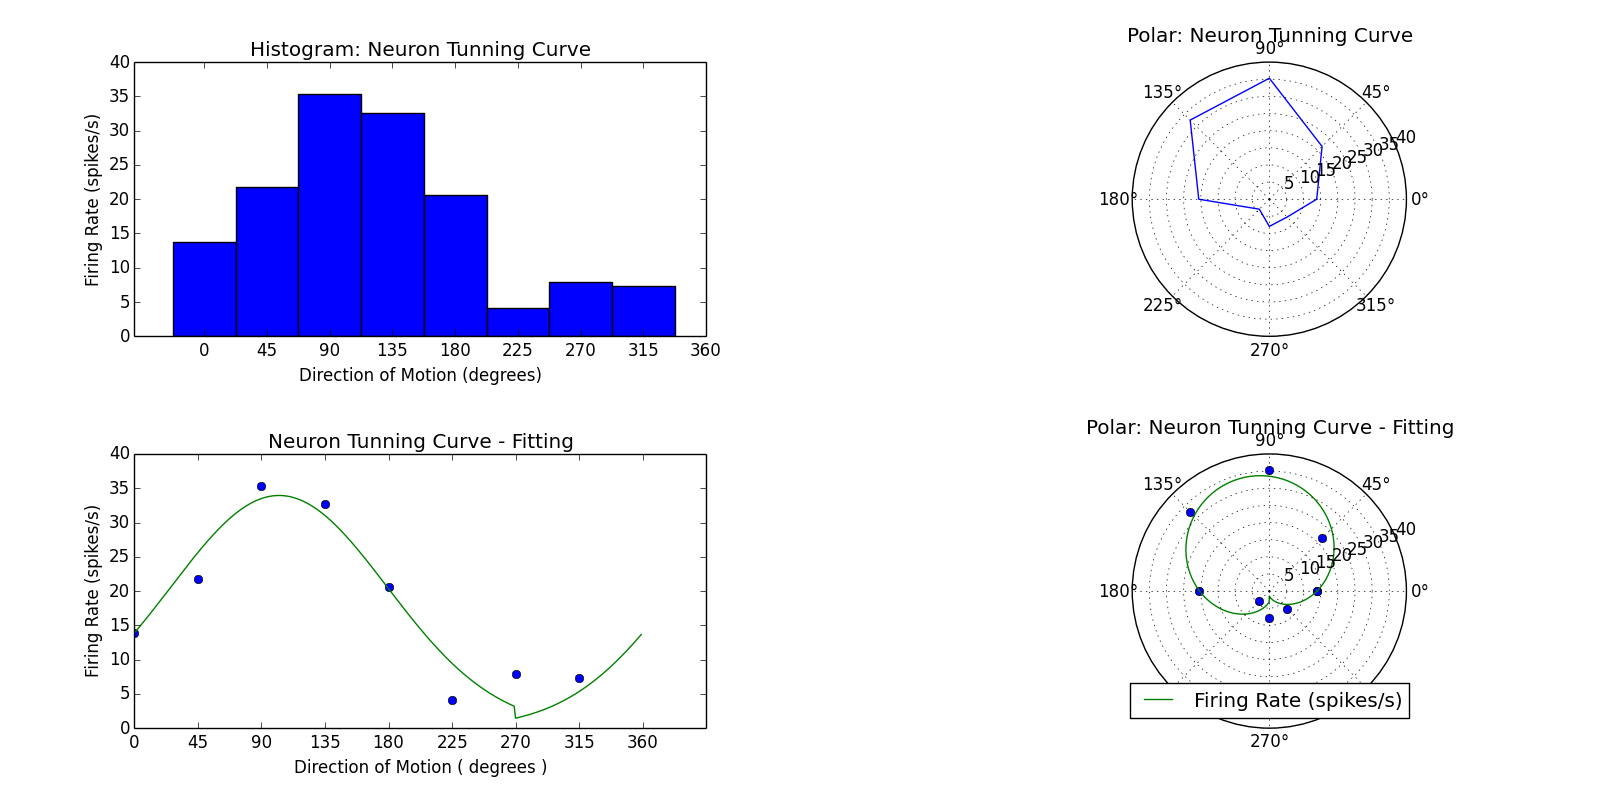 Histogram: Neuron Tunning Curve
40
35
30
25
20
15
10
5
0
Firing Rate (spikes/s)
0 45 90 135 180 225 270 315 360
Direction of Motion (degrees)
Polar: Neuron Tunning Curve
90°
135° 45°
180° 0°
225° 315°
270°
5 10 15 20 25 30 35 40
Neuron Tunning Curve - Fitting
40
35
30
25
20
15
10
5
0
Firing Rate (spikes/s)
0 45 90 135 180 225 270 315 360
Direction of Motion ( degrees )
Polar: Neuron Tunning Curve - Fitting
90°
135° 45°
180° 0°
5 10 15 20 25 30 35 40
Firing Rate (spikes/s)
270°